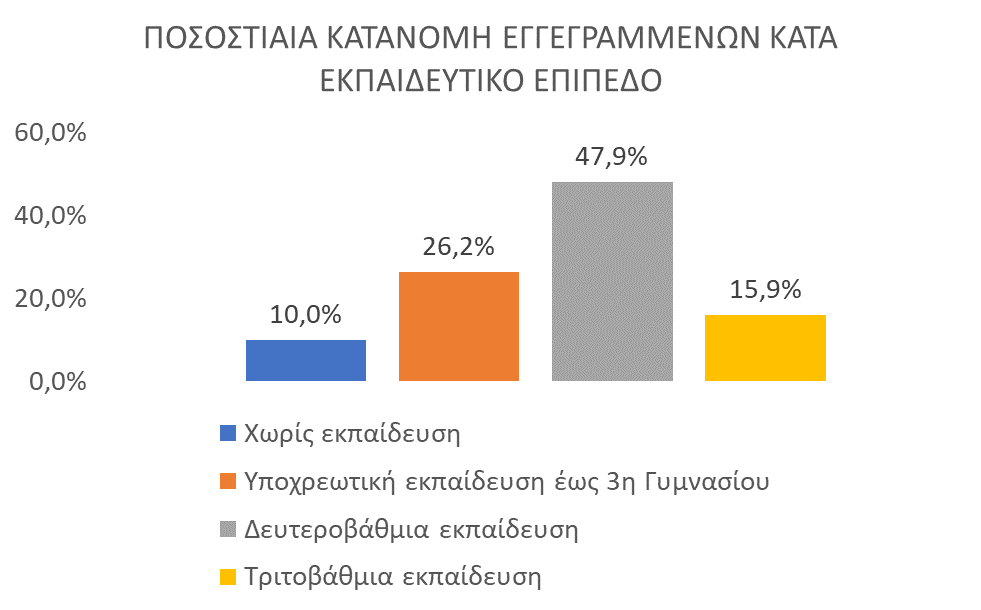 ΠΟΣΟΣΤΙΑΙΑ ΚΑΤΑΝΟΜΗ ΕΓΓΕΓΡΑΜΜΕΝΩΝ ΚΑΤΑ
ΕΚΠΑΙΔΕΥΤΙΚΟ ΕΠΙΠΕΔΟ
60,0%
40,0%
20,0%
0,0%
10,0%
26,2%
47,9%
15,9%
Χωρίς εκπαίδευση
Υποχρεωτική εκπαίδευση έως 3η Γυμνασίου
Δευτεροβάθμια εκπαίδευση
Τριτοβάθμια εκπαίδευση